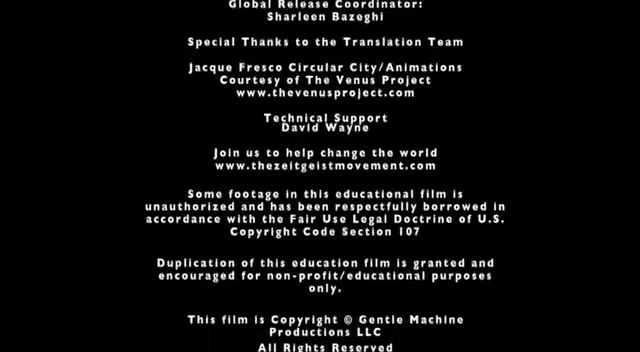 Global Release Coordinator:
Sharleen Bazeghi
Special Thanks to the Translation Team
Jacque Fresco Circular City/Animations
Courtesy of The Venus Project
www.thevenusproject.com
Technical Support
David Wayne
Join us to help change the world
www.thezeitgeistmovement.com
Some footage in this educational film is
unauthorized and has been respectfully borrowed in
accordance with the Fair Use Legal Doctrine of U.S.
Copyright Code Section 107
Duplication of this education film is granted and
encouraged for non-profit/educational purposes
only.
This film is Copyright © Gentle Machine
Productions LLC
All Rights Reserved